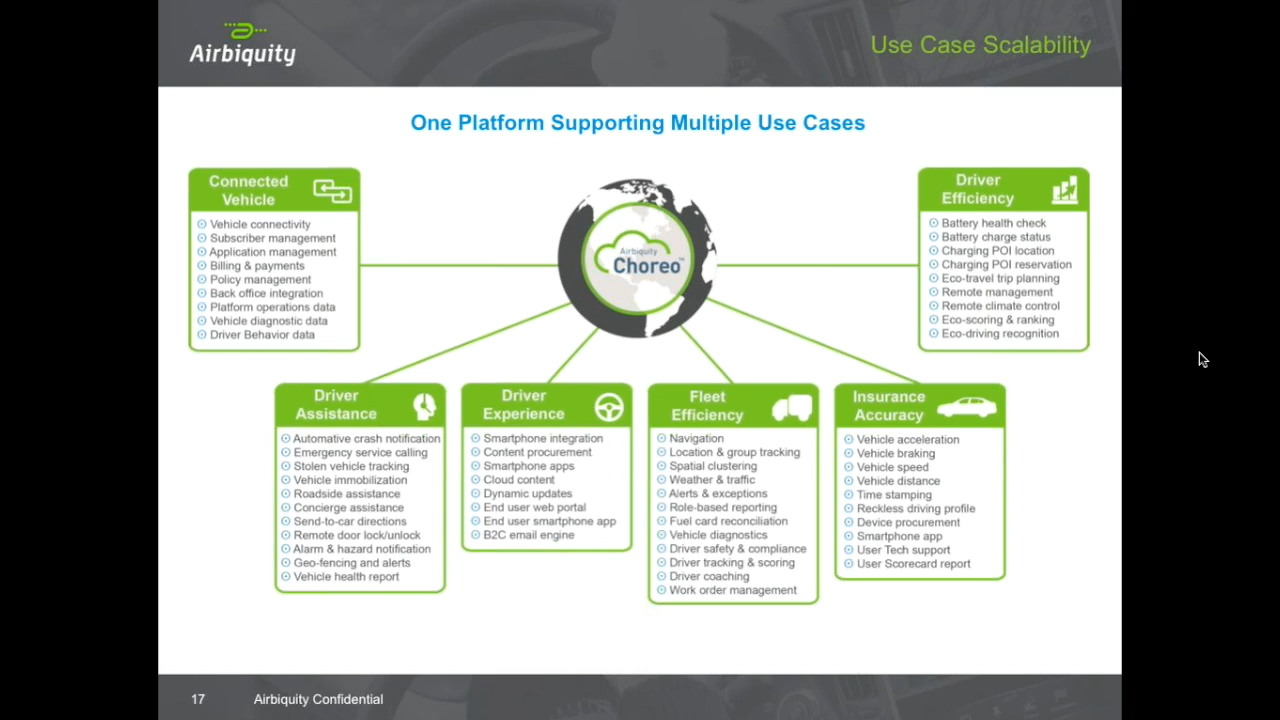 Airbiquity
Use Case Scalability
One Platform Supporting Multiple Use Cases
Connected
Vehicle
Vehicle connectivity
Subscriber management
Application management
Billing & payments
Policy management
Back office integration
Platform operations data
Vehicle diagnostic data
Driver Behavior data
Airbiquity
Choreo™
Driver
Efficiency
Battery health check
Battery charge status
Charging POI location
Charging POI reservation
Eco-travel trip planning
Remote management
Remote climate control
Eco-scoring & ranking
Eco-driving recognition
Driver
Assistance
Automotive crash notification
Emergency service calling
Stolen vehicle tracking
Vehicle immobilization
Roadside assistance
Concierge assistance
Send-to-car directions
Remote door lock/unlock
Alarm & hazard notification
Geo-fencing and alerts
Vehicle health report
Driver
Experience
Smartphone integration
Content procurement
Smartphone apps
Cloud content
Dynamic updates
End user web portal
End user smartphone app
B2C email engine
Fleet
Efficiency
Navigation
Location & group tracking
Spatial clustering
Weather & traffic
Alerts & exceptions
Role-based reporting
Fuel card reconciliation
Vehicle diagnostics
Driver safety & compliance
Driver tracking & scoring
Driver coaching
Work order management
Insurance
Accuracy
Vehicle acceleration
Vehicle braking
Vehicle speed
Vehicle distance
Time stamping
Reckless driving profile
Device procurement
Smartphone app
User Tech support
User Scorecard report
17 Airbiquity Confidential